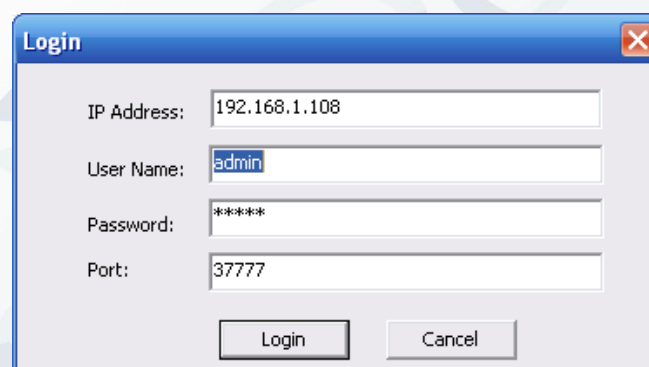 Login
IP Address: 192.168.1.108
User Name: admin
Password: *****
Port: 37777
Login Cancel